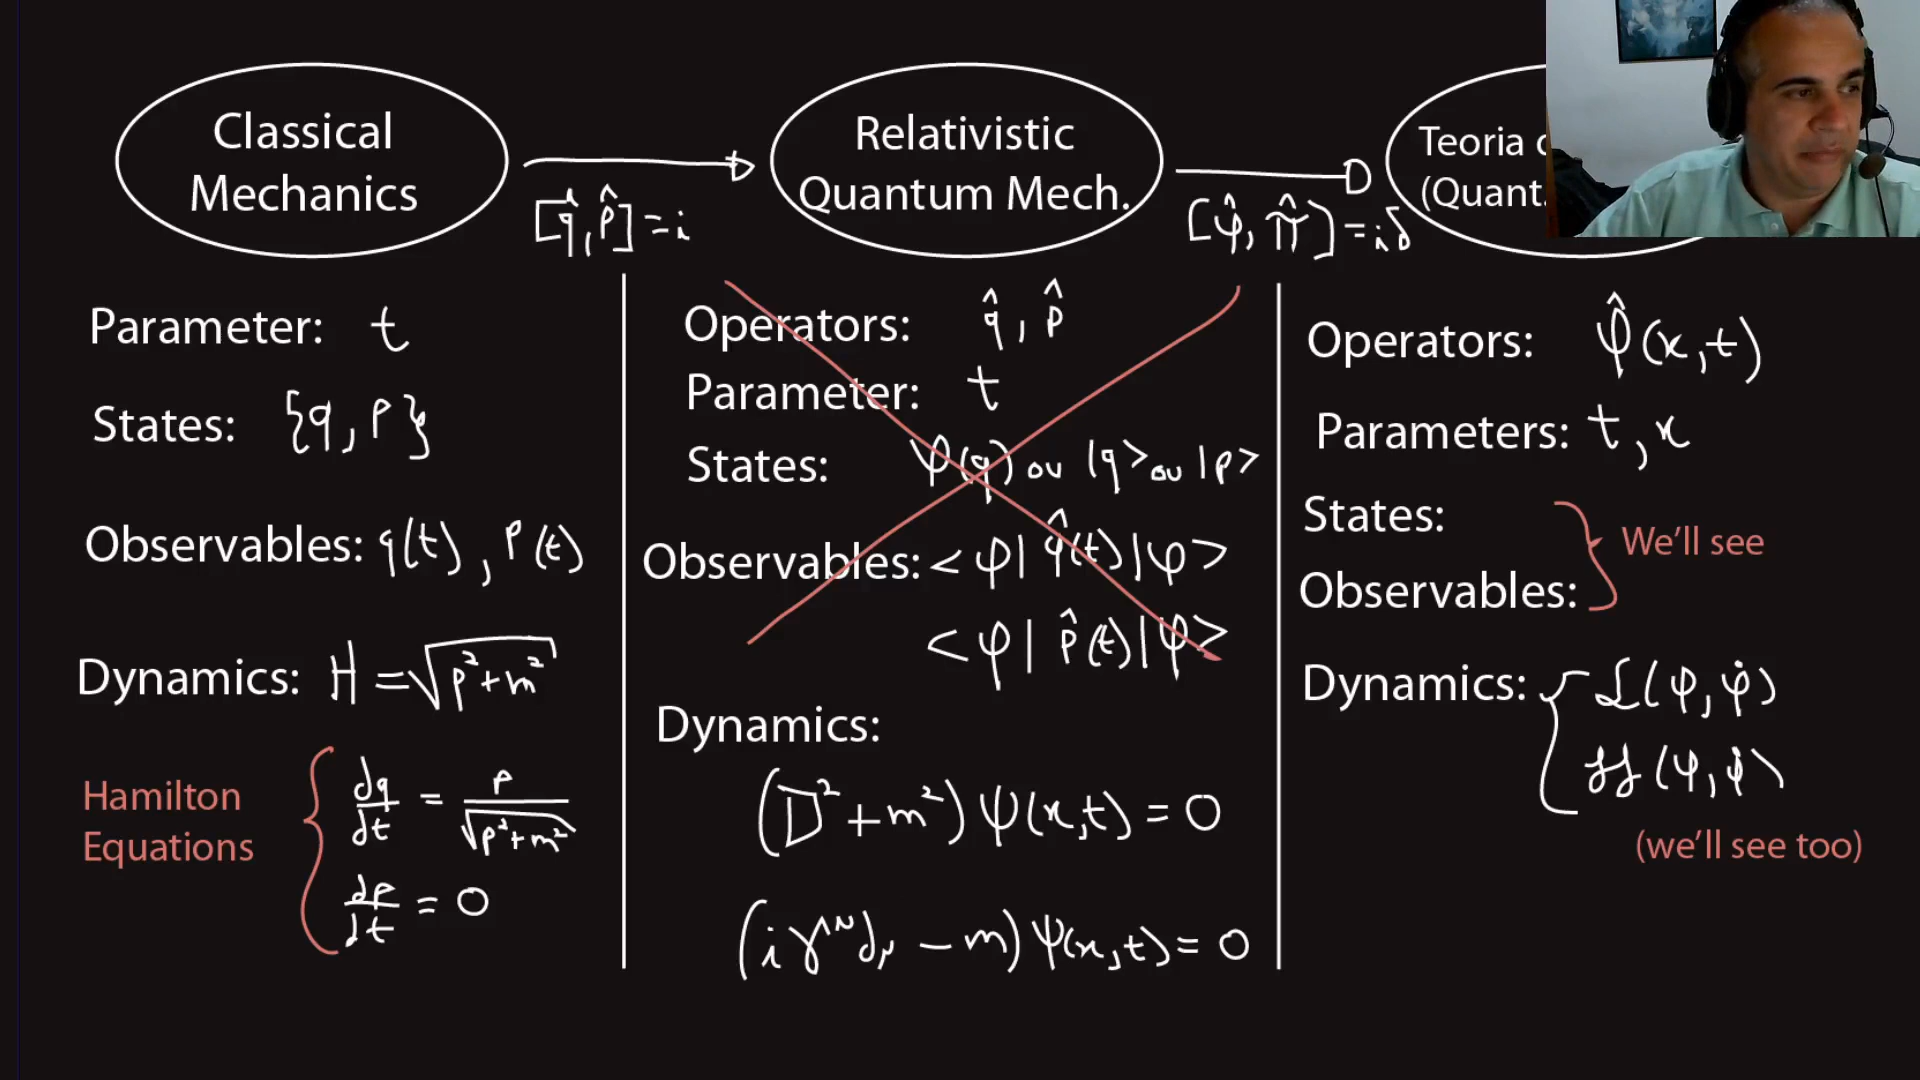 Classical
Mechanics
[q̂, p̂] = i
Relativistic
Quantum Mech.
[φ̂, π̂] = iδ
Teoria
(Quant.
Parameter: t
States: {q, p}
Observables: q(t), p(t)
Dynamics: H = √(p² + m²)
Hamilton
Equations
dq/dt = p/√(p² + m²)
dp/dt = 0
Operators: q̂, p̂
Parameter: t
States: φ(q) ou |q> ou |p>
Observables: <φ| q̂(t) |φ>
<φ| p̂(t) |φ>
Dynamics:
(D² + m²) ψ(x,t) = 0
(iγ^μ ∂_μ − m) ψ(x,t) = 0
Operators: φ̂(x,t)
Parameters: t, x
States:
We'll see
Observables:
Dynamics: ℒ(φ, φ̇)
ℋ(φ, φ̇)
(we'll see too)